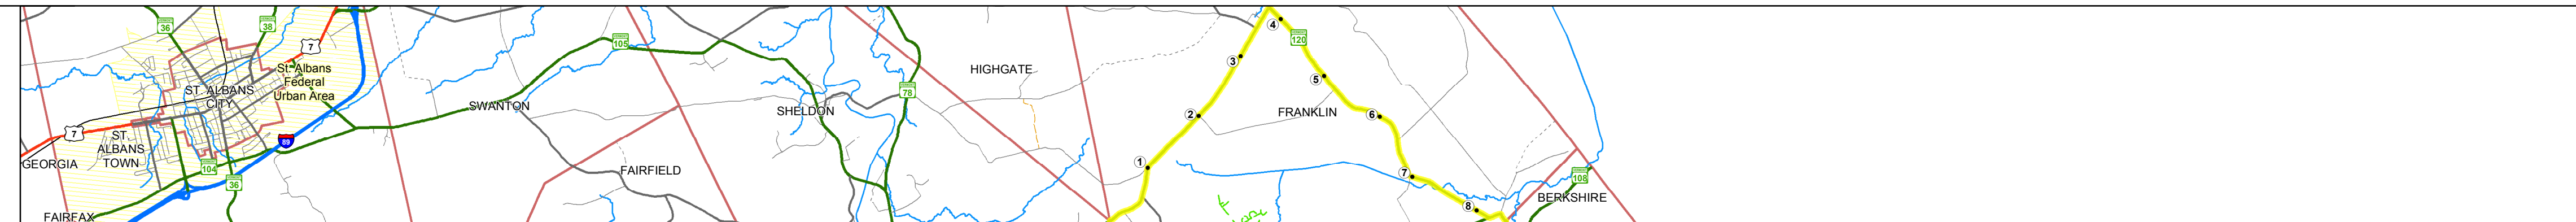 36
38
7
105
120
St. Albans
Federal
Urban Area
HIGHGATE
ST. ALBANS
CITY
78
SWANTON
SHELDON
FRANKLIN
4
3
5
2
6
1
7
8
7
ST.
ALBANS
TOWN
89
GEORGIA
104
36
FAIRFIELD
108
BERKSHIRE
FAIRFAX